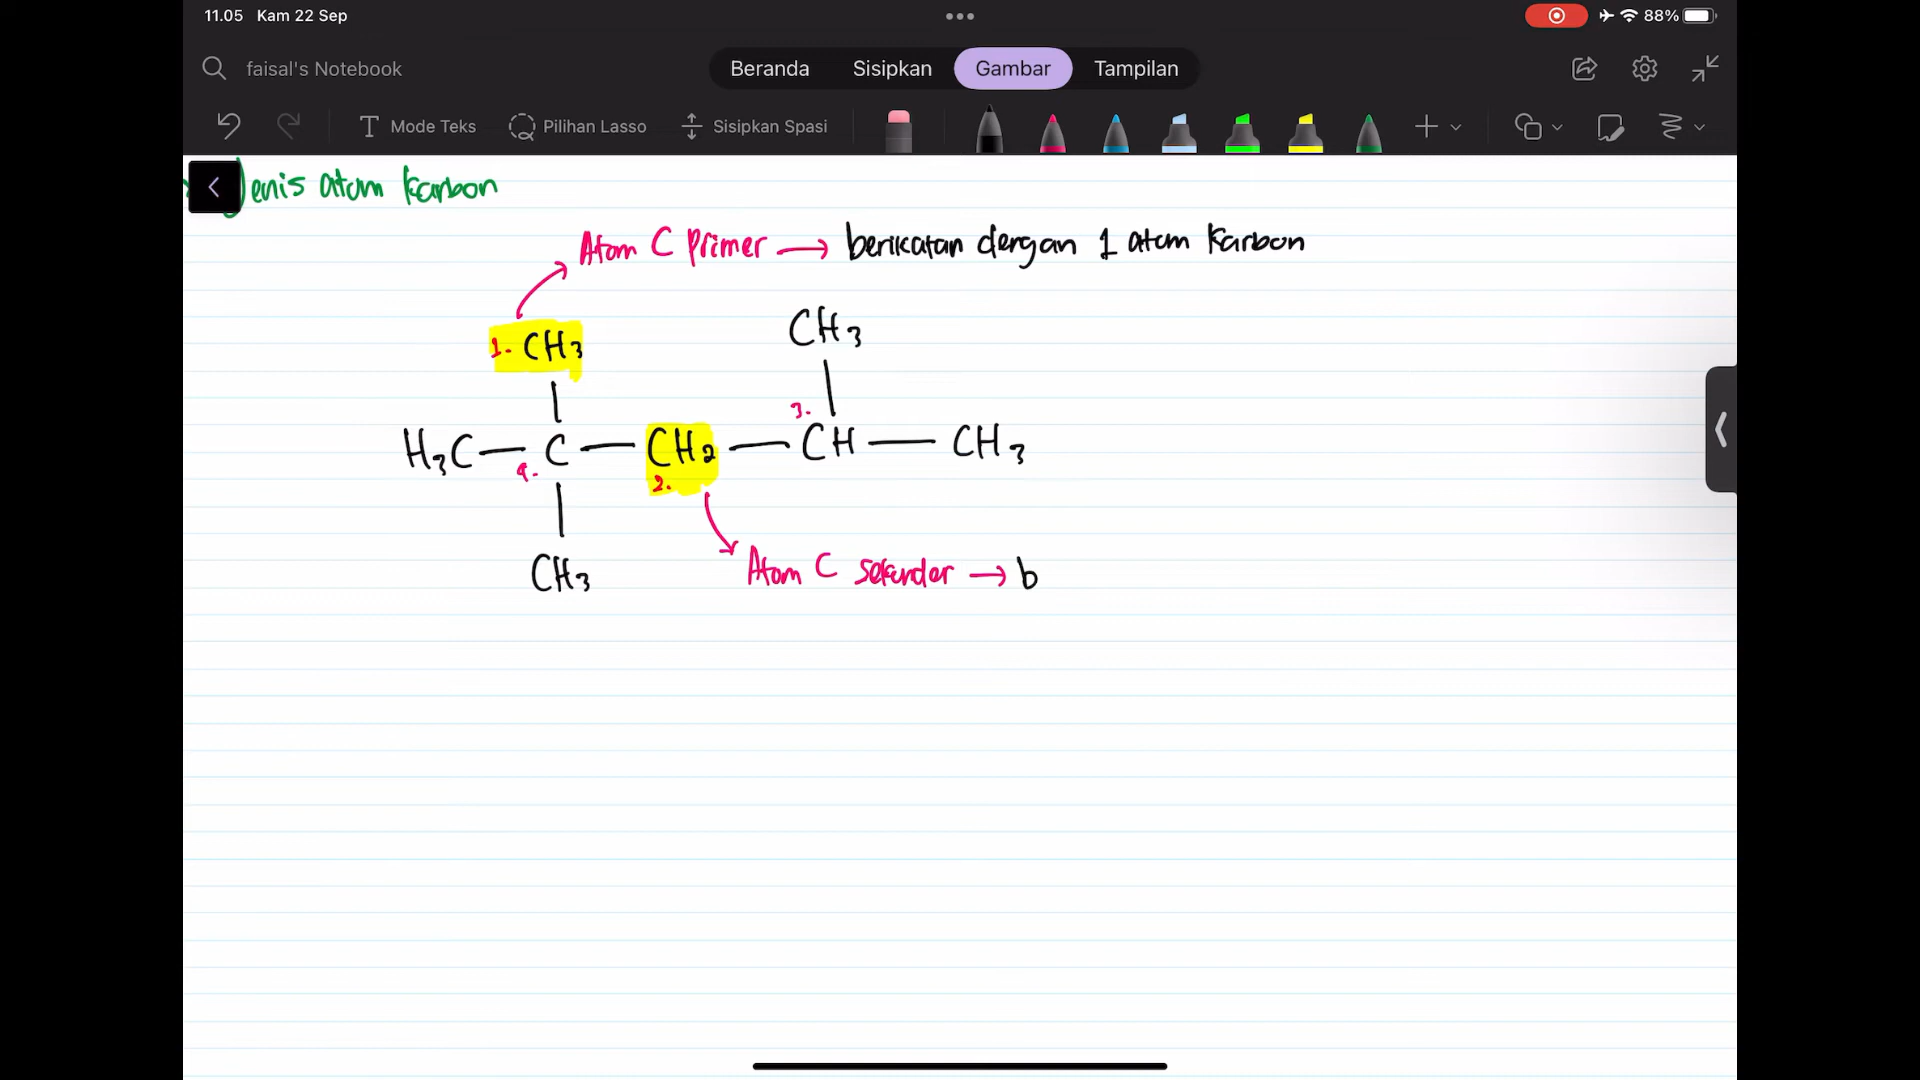 11.05 Kam 22 Sep
88%
faisal's Notebook
Beranda Sisipkan Gambar Tampilan
Mode Teks Pilihan Lasso Sisipkan Spasi
Jenis atom karbon
Atom C Primer → berikatan dengan 1 atom karbon
1. CH3 CH3
3.
H3C — C — CH2 — CH — CH3
4. 2.
CH3 Atom C sekunder → b